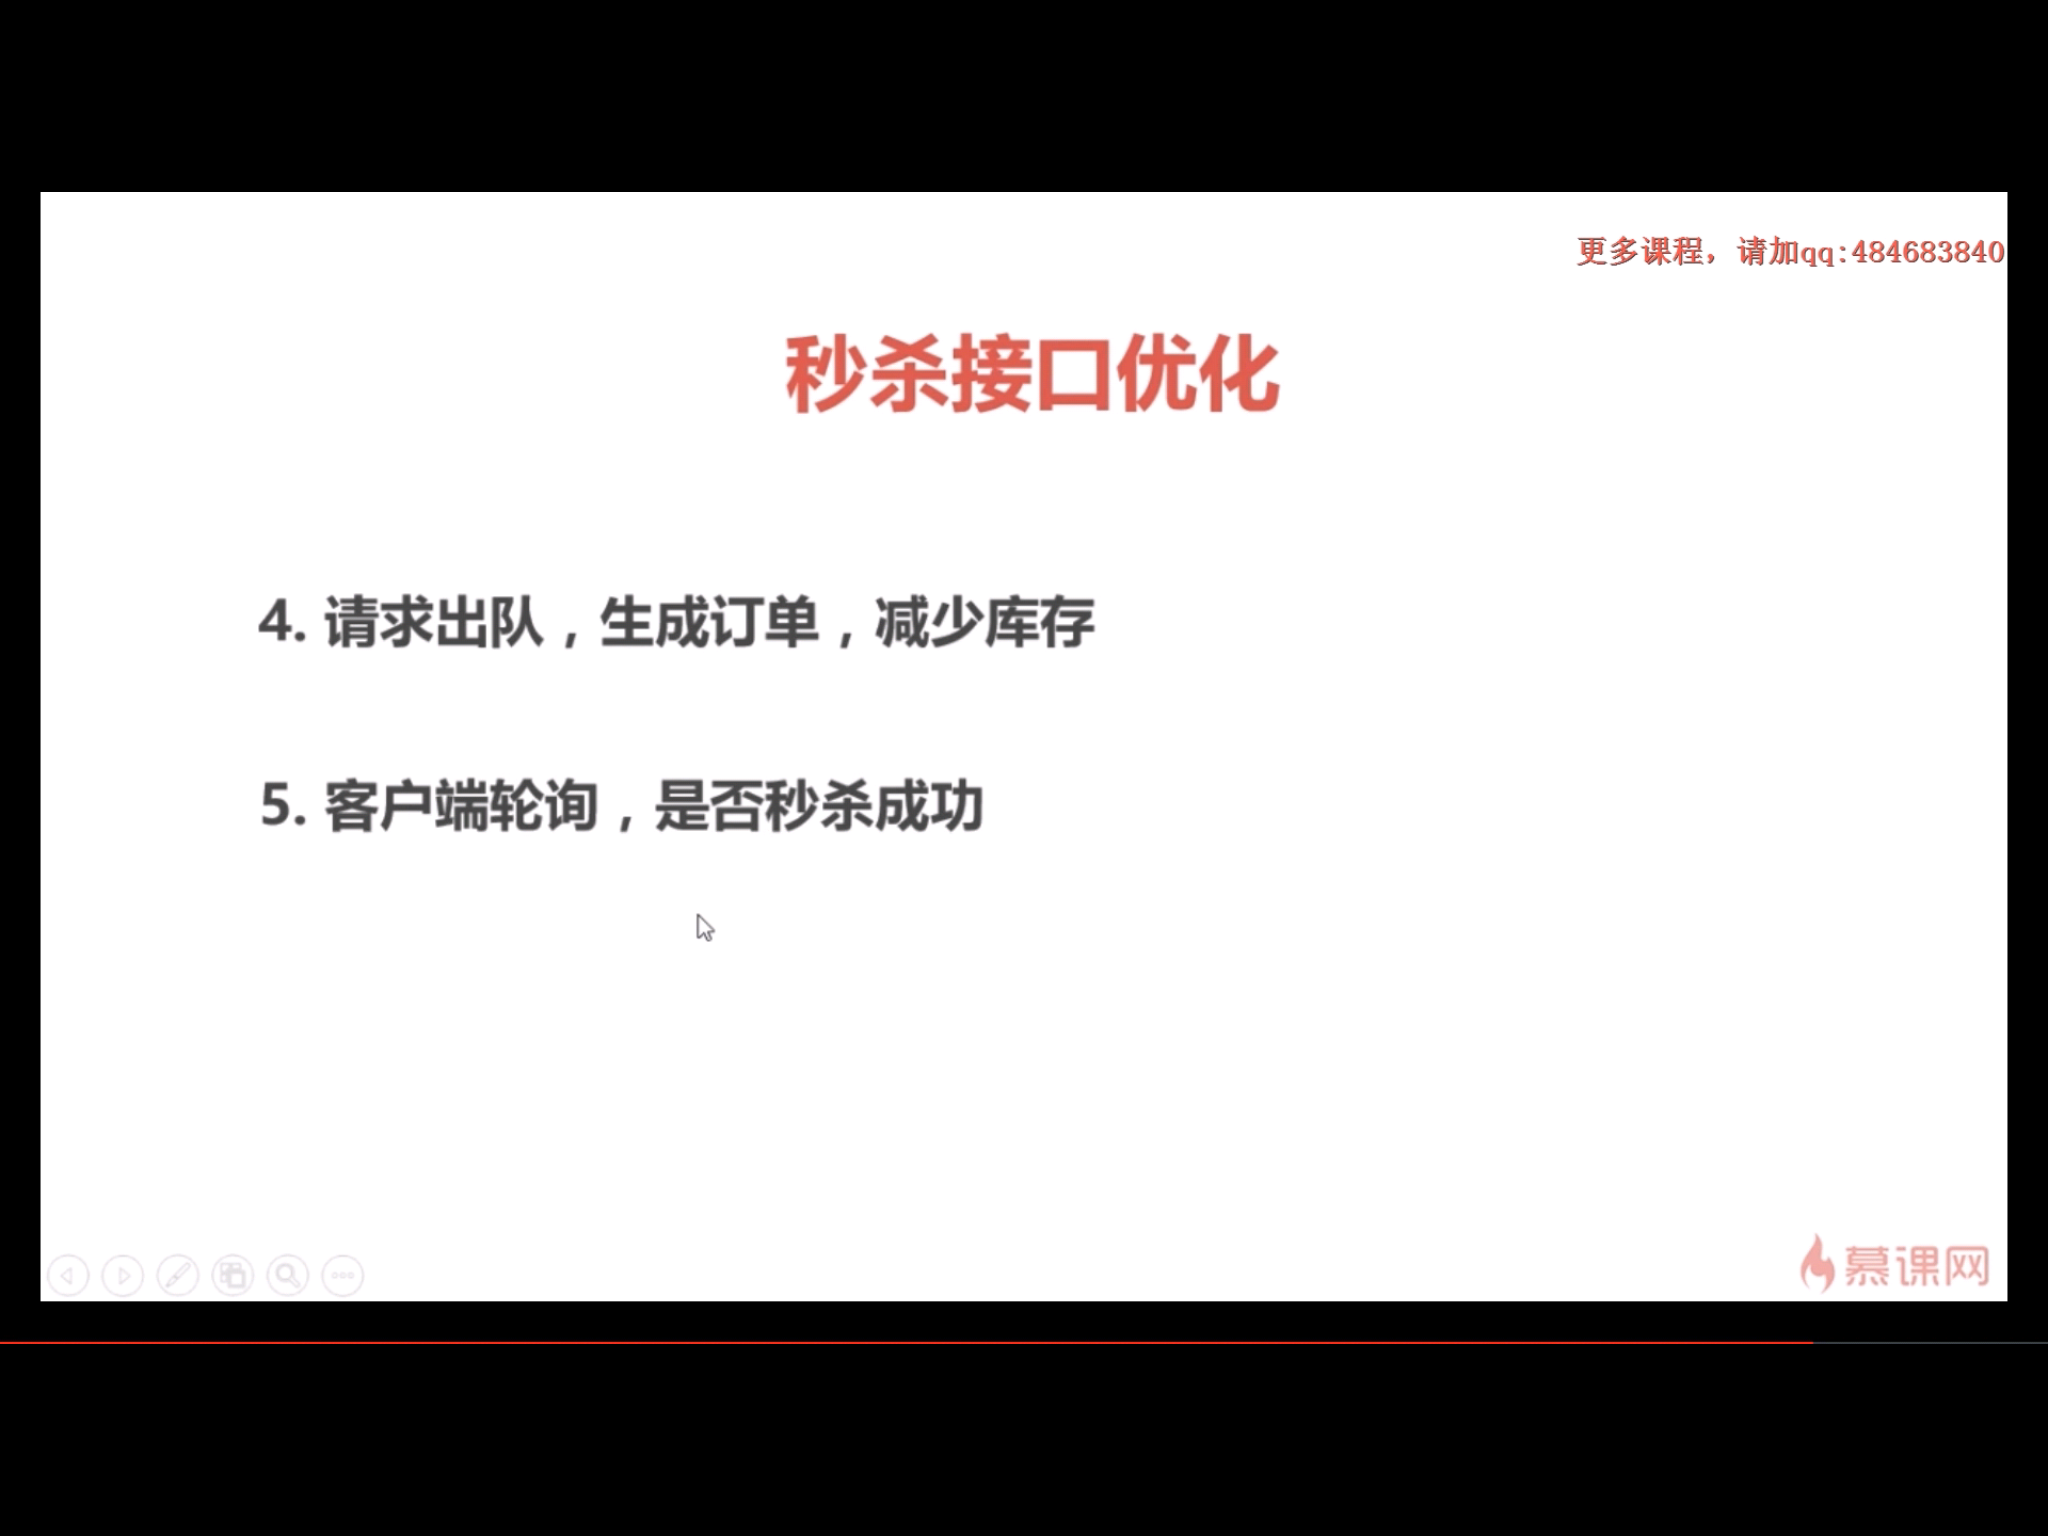 更多课程，请加qq:484683840
秒杀接口优化
4. 请求出队，生成订单，减少库存
5. 客户端轮询，是否秒杀成功
慕课网